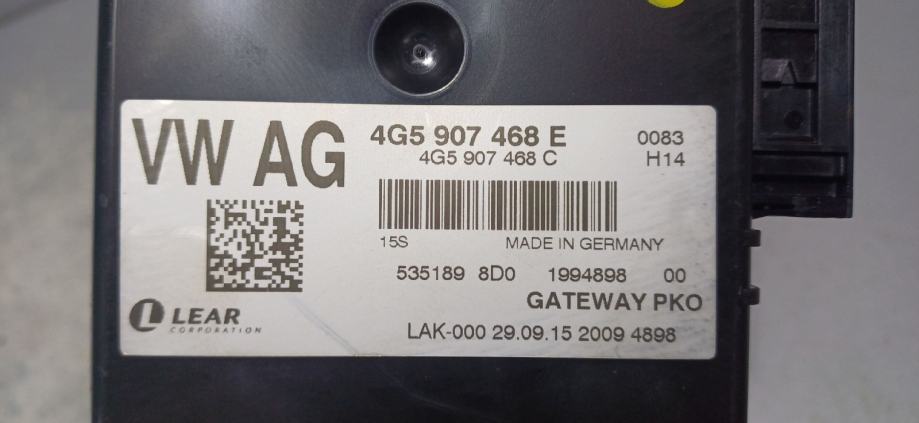 VW AG
4G5 907 468 E 0083
4G5 907 468 C H14
15S MADE IN GERMANY
535189 8D0 1994898 00
GATEWAY PKO
LEAR
CORPORATION
LAK-000 29.09.15 2009 4898